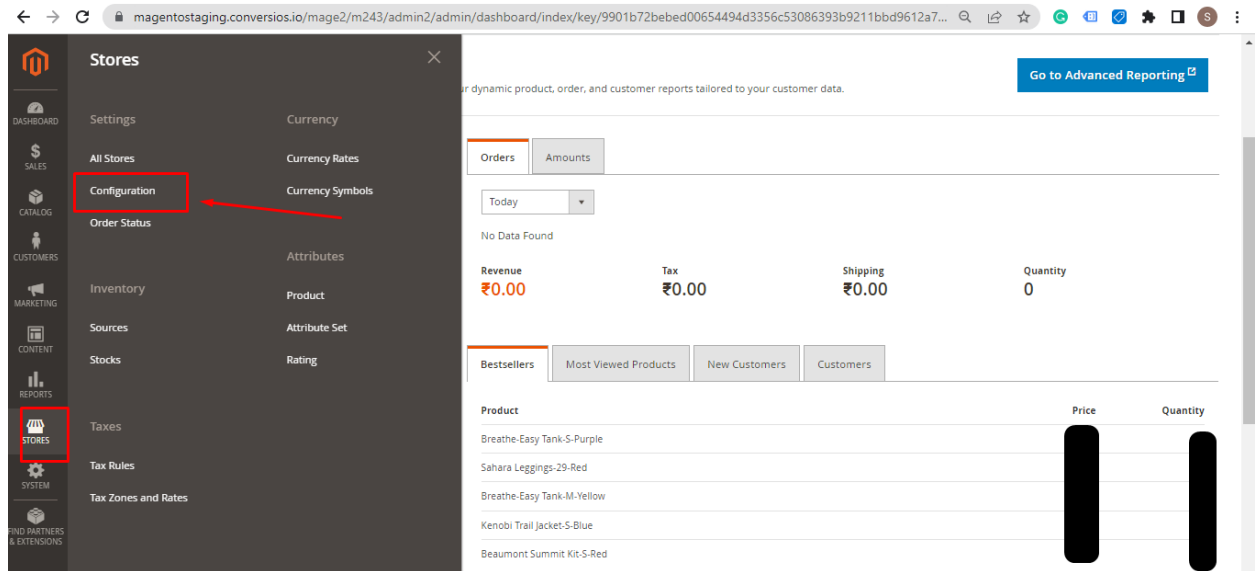 magentostaging.conversios.io/mage2/m243/admin2/admin/dashboard/index/key/9901b72bebed00654494d3356c53086393b9211bbd9612a7...
S
DASHBOARD
SALES
CATALOG
CUSTOMERS
MARKETING
CONTENT
REPORTS
STORES
SYSTEM
FIND PARTNERS
& EXTENSIONS
Stores
Settings
All Stores
Configuration
Order Status
Inventory
Sources
Stocks
Taxes
Tax Rules
Tax Zones and Rates
Currency
Currency Rates
Currency Symbols
Attributes
Product
Attribute Set
Rating
ur dynamic product, order, and customer reports tailored to your customer data.
Go to Advanced Reporting
Orders Amounts
Today
No Data Found
Revenue Tax Shipping Quantity
₹0.00 ₹0.00 ₹0.00 0
Bestsellers Most Viewed Products New Customers Customers
Product Price Quantity
Breathe-Easy Tank-S-Purple
Sahara Leggings-29-Red
Breathe-Easy Tank-M-Yellow
Kenobi Trail Jacket-S-Blue
Beaumont Summit Kit-S-Red